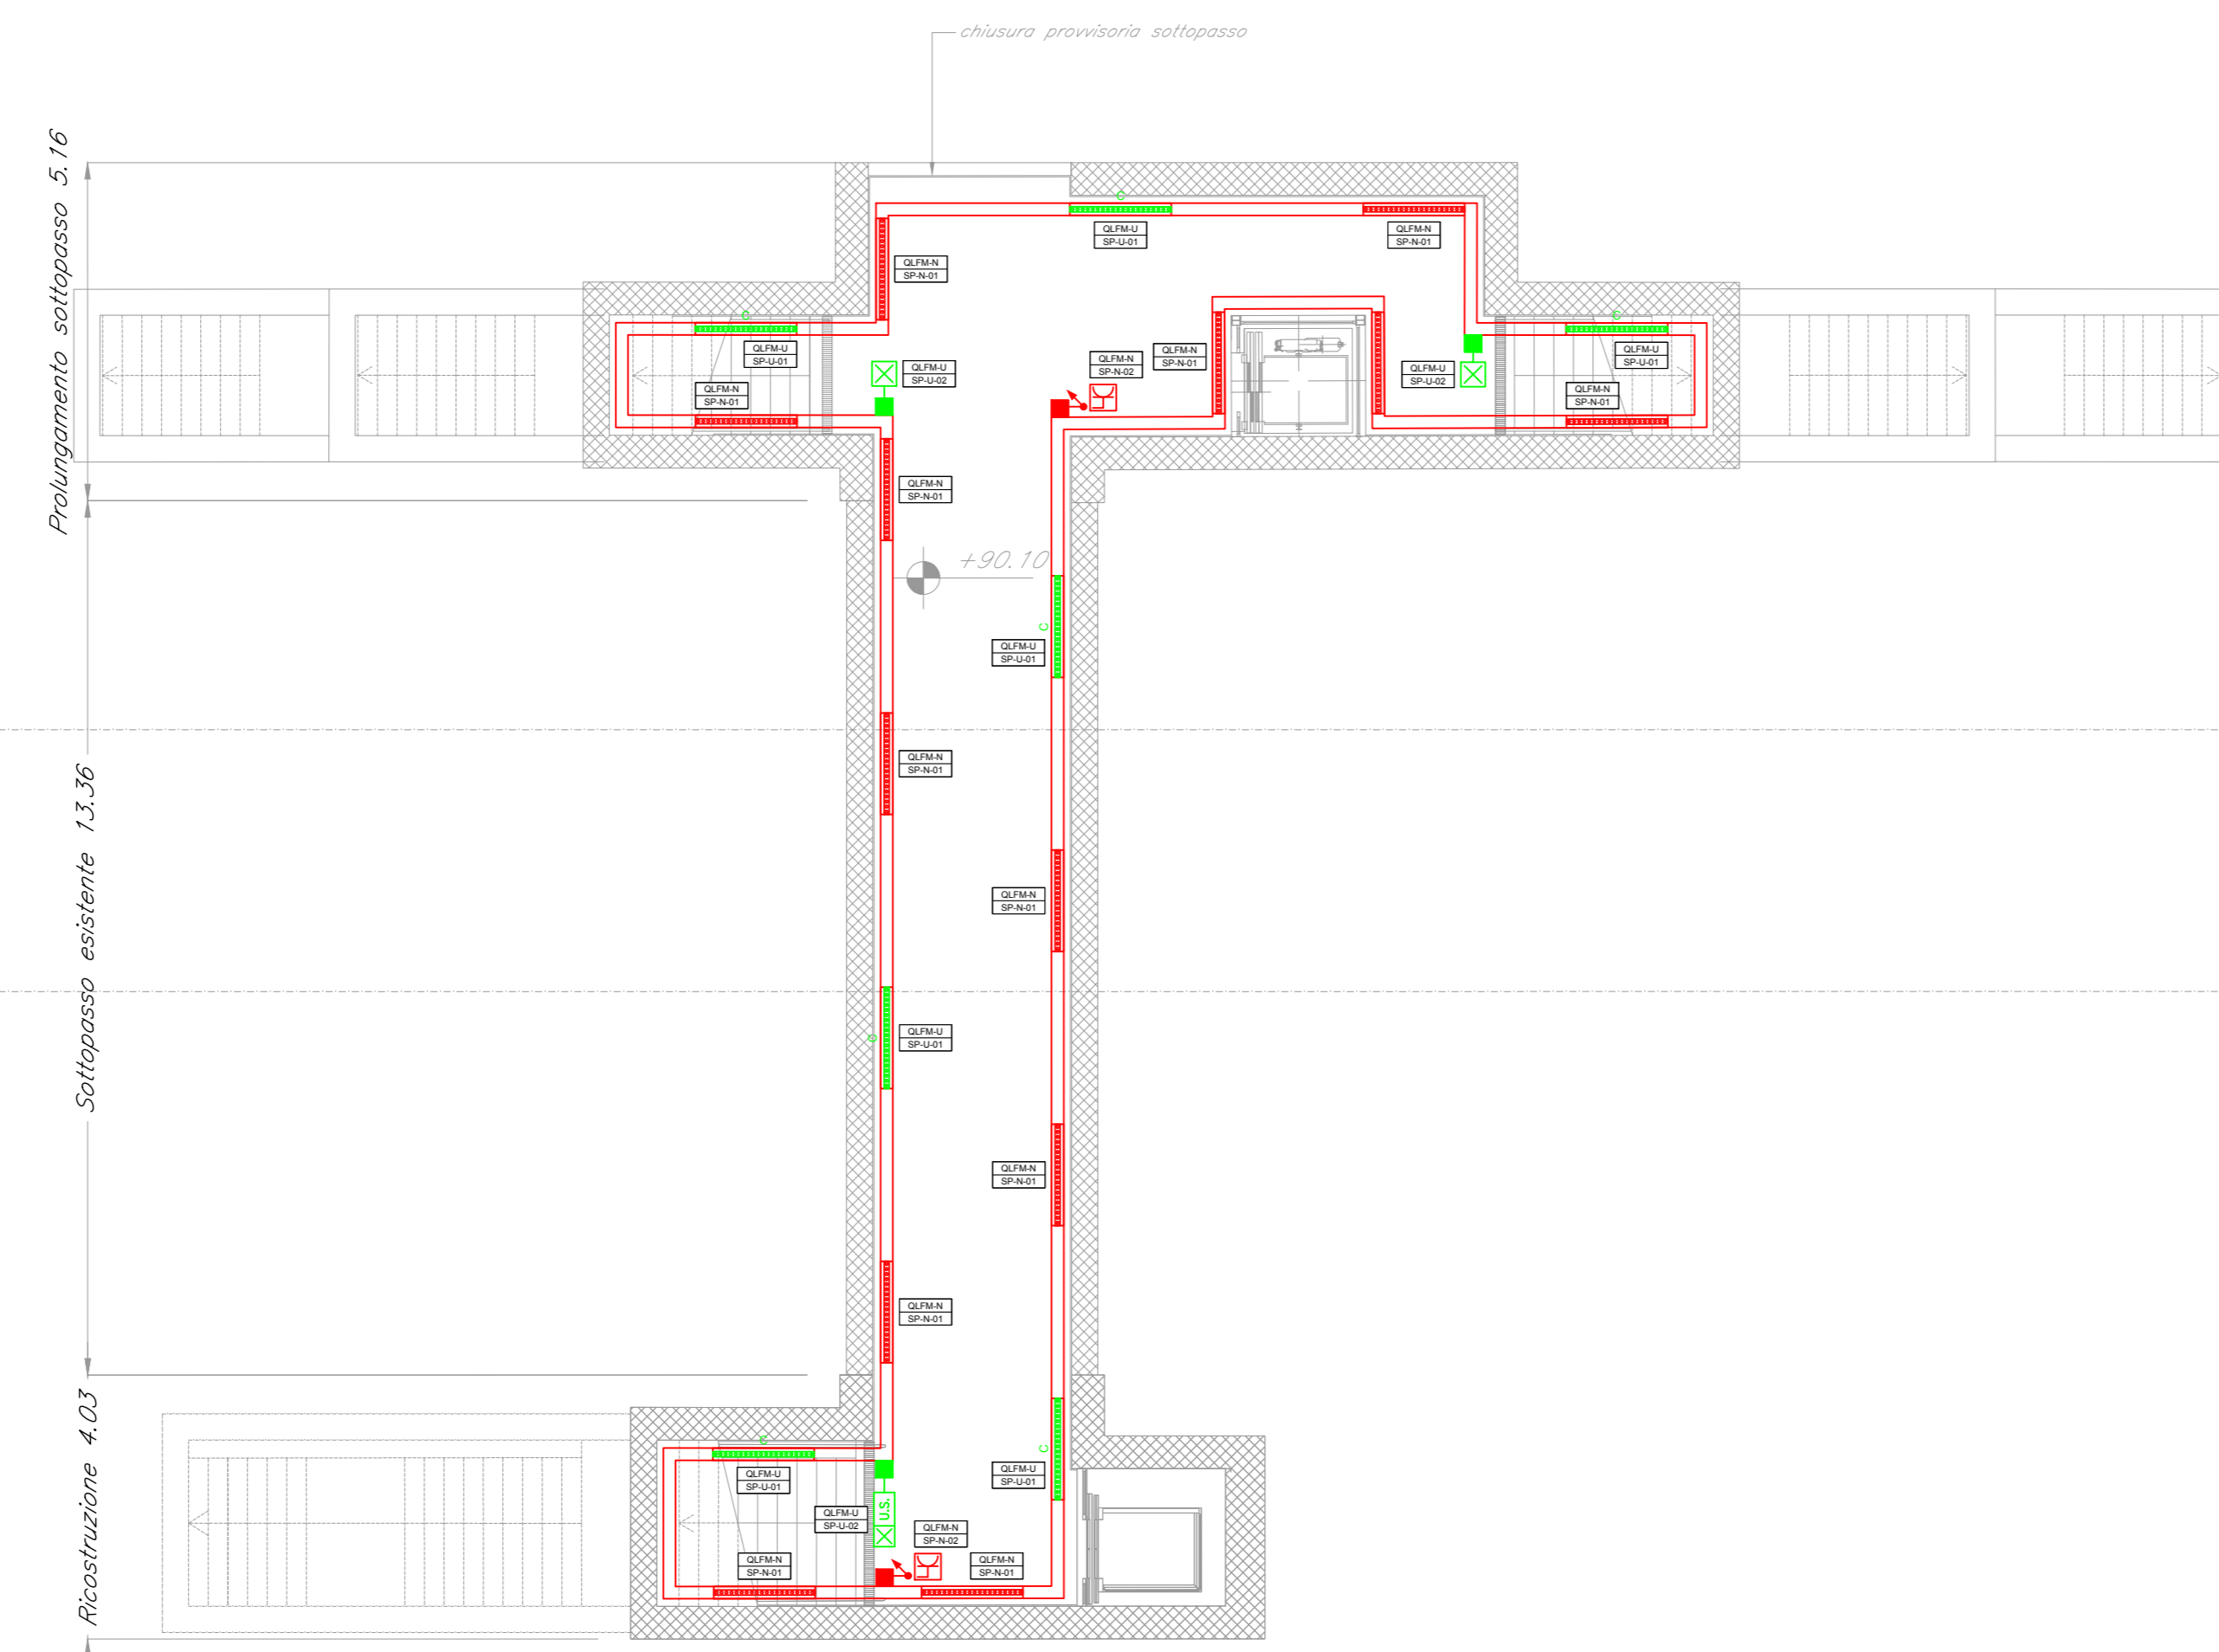 chiusura provvisoria sottopasso
Prolungamento sottopasso 5.16
C
QLFM-U
SP-U-01
QLFM-N
SP-N-01
QLFM-N
SP-N-01
C
QLFM-U
SP-U-01
QLFM-N
SP-N-01
QLFM-U
SP-U-02
QLFM-N
SP-N-02
QLFM-N
SP-N-01
QLFM-U
SP-U-02
C
QLFM-U
SP-U-01
QLFM-N
SP-N-01
QLFM-N
SP-N-01
+90.10
C
QLFM-U
SP-U-01
QLFM-N
SP-N-01
Sottopasso esistente 13.36
QLFM-N
SP-N-01
C
QLFM-U
SP-U-01
QLFM-N
SP-N-01
QLFM-N
SP-N-01
Ricostruzione 4.03
C
QLFM-U
SP-U-01
C
QLFM-U
SP-U-01
QLFM-U
SP-U-02
U.S.
QLFM-N
SP-N-02
QLFM-N
SP-N-01
QLFM-N
SP-N-01